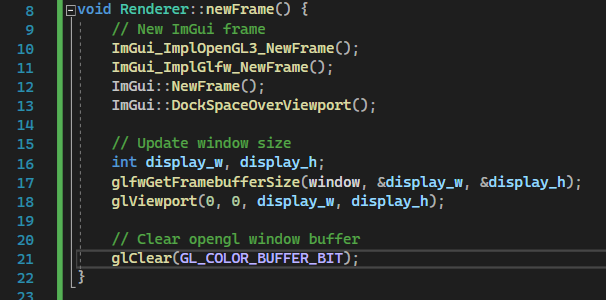 8 void Renderer::newFrame() {
9 // New ImGui frame
10 ImGui_ImplOpenGL3_NewFrame();
11 ImGui_ImplGlfw_NewFrame();
12 ImGui::NewFrame();
13 ImGui::DockSpaceOverViewport();
14
15 // Update window size
16 int display_w, display_h;
17 glfwGetFramebufferSize(window, &display_w, &display_h);
18 glViewport(0, 0, display_w, display_h);
19
20 // Clear opengl window buffer
21 glClear(GL_COLOR_BUFFER_BIT);
22 }
23